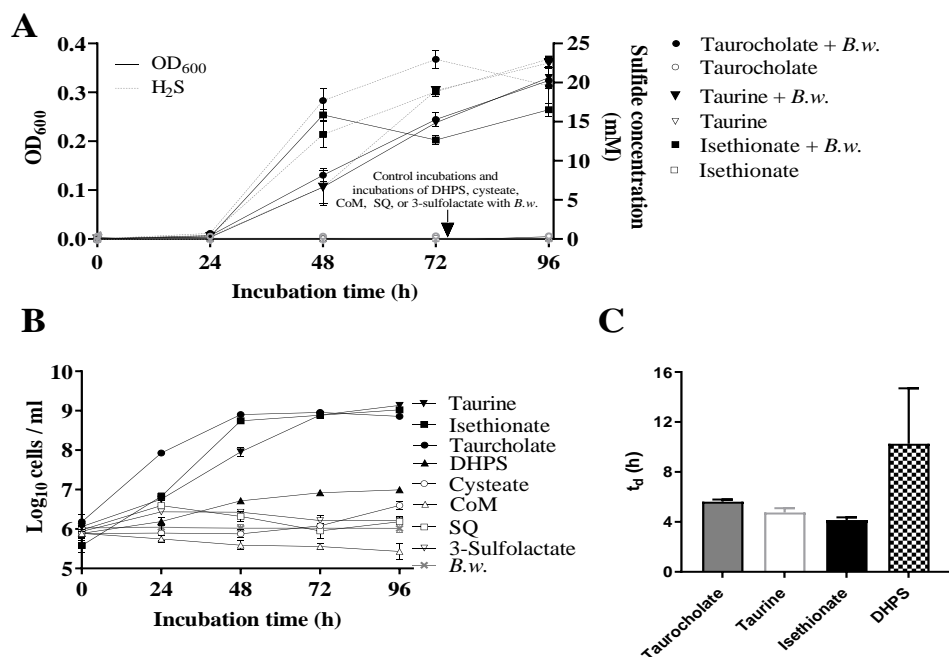 A
0.4
0.3
0.2
0.1
0.0
OD600
OD600
H2S
25
20
15
10
5
0
Sulfide concentration
(mM)
Control incubations and
incubations of DHPS, cysteate,
CoM, SQ, or 3-sulfolactate with B.w.
0 24 48 72 96
Incubation time (h)
Taurocholate + B.w.
Taurocholate
Taurine + B.w.
Taurine
Isethionate + B.w.
Isethionate
B
10
9
8
7
6
5
Log10 cells / ml
0 24 48 72 96
Incubation time (h)
Taurine
Isethionate
Taurcholate
DHPS
Cysteate
CoM
SQ
3-Sulfolactate
B.w.
C
16
12
8
4
0
td (h)
Taurocholate
Taurine
Isethionate
DHPS